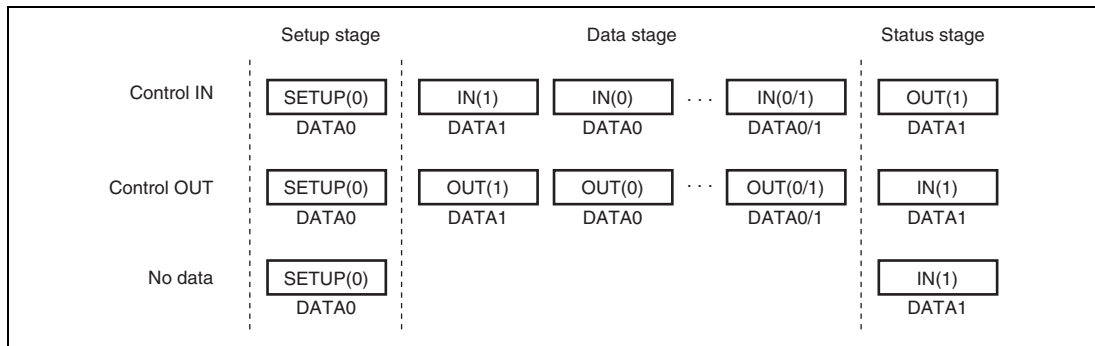 Setup stage Data stage Status stage
Control IN SETUP(0) IN(1) IN(0) · · · IN(0/1) OUT(1)
DATA0 DATA1 DATA0 DATA0/1 DATA1
Control OUT SETUP(0) OUT(1) OUT(0) · · · OUT(0/1) IN(1)
DATA0 DATA1 DATA0 DATA0/1 DATA1
No data SETUP(0) IN(1)
DATA0 DATA1